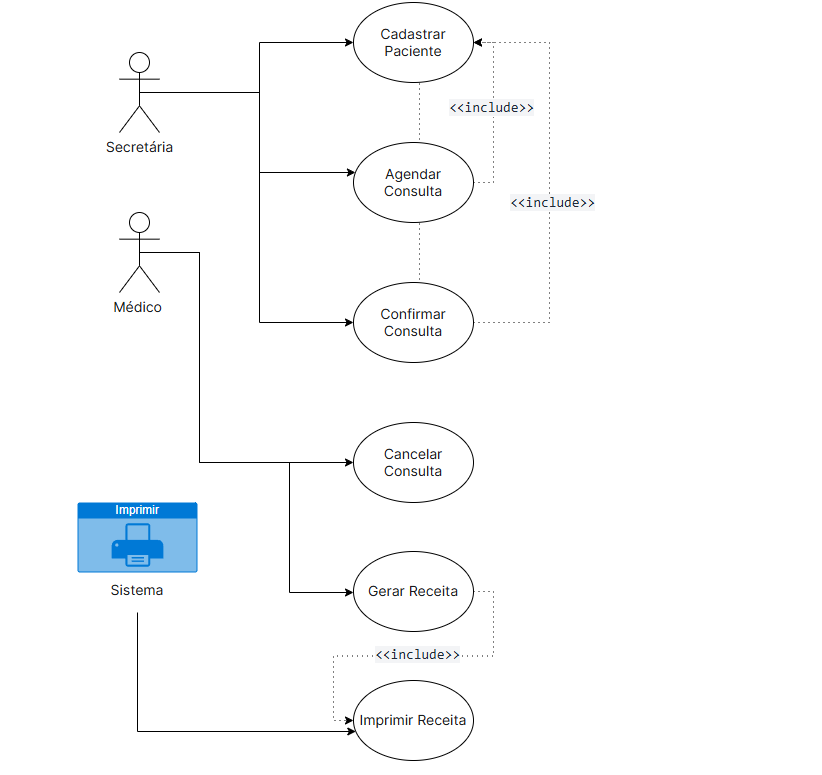 Cadastrar
Paciente
<<include>>
Secretária
Agendar
Consulta
<<include>>
Médico
Confirmar
Consulta
Cancelar
Consulta
Imprimir
Sistema
Gerar Receita
<<include>>
Imprimir Receita